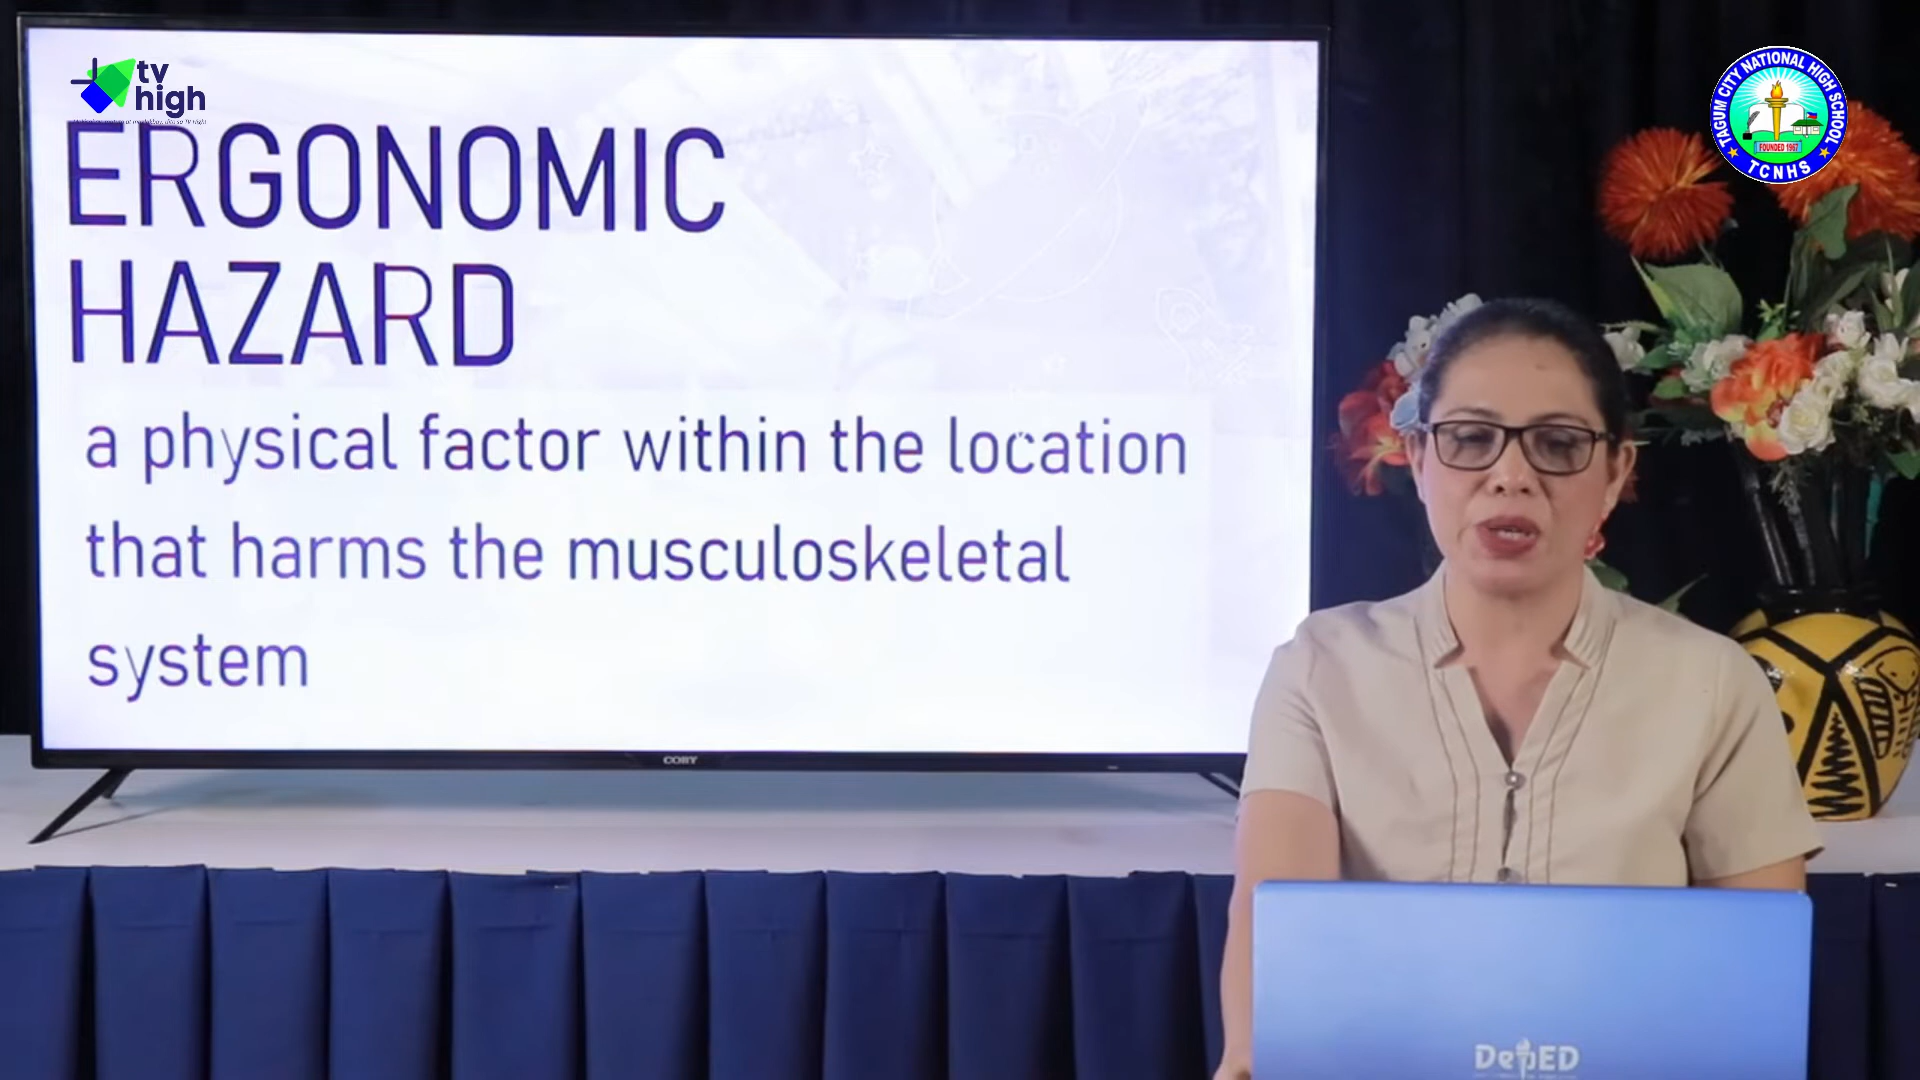 tv
high
ERGONOMIC
HAZARD
a physical factor within the location
that harms the musculoskeletal
system
COBY
TAGUM CITY NATIONAL HIGH SCHOOL
FOUNDED 1967
TCNHS
DepED